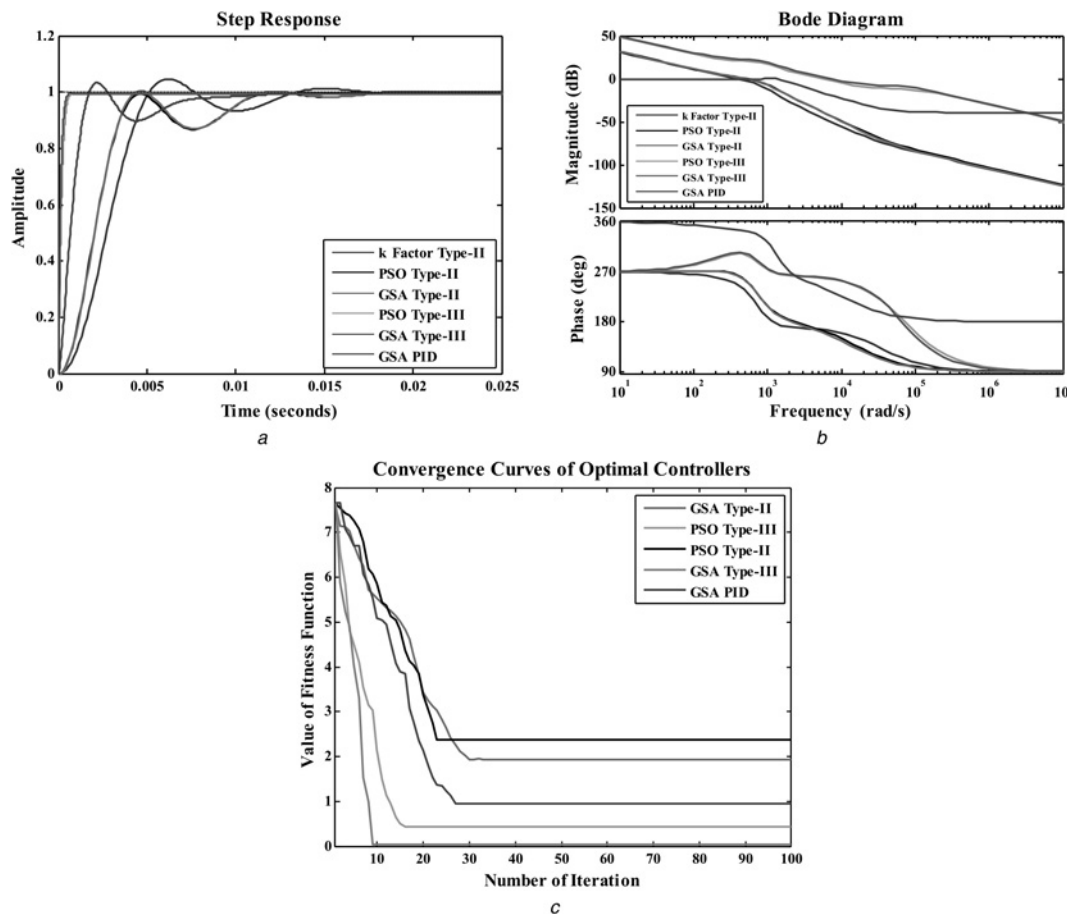 Step Response
1.2
1
0.8
0.6
0.4
0.2
0
Amplitude
k Factor Type-II
PSO Type-II
GSA Type-II
PSO Type-III
GSA Type-III
GSA PID
0 0.005 0.01 0.015 0.02 0.025
Time (seconds)
a
Bode Diagram
50
0
-50
-100
-150
Magnitude (dB)
k Factor Type-II
PSO Type-II
GSA Type-II
PSO Type-III
GSA Type-III
GSA PID
360
270
180
90
Phase (deg)
10^1 10^2 10^3 10^4 10^5 10^6 10
Frequency (rad/s)
b
Convergence Curves of Optimal Controllers
8
7
6
5
4
3
2
1
0
Value of Fitness Function
GSA Type-II
PSO Type-III
PSO Type-II
GSA Type-III
GSA PID
10 20 30 40 50 60 70 80 90 100
Number of Iteration
c